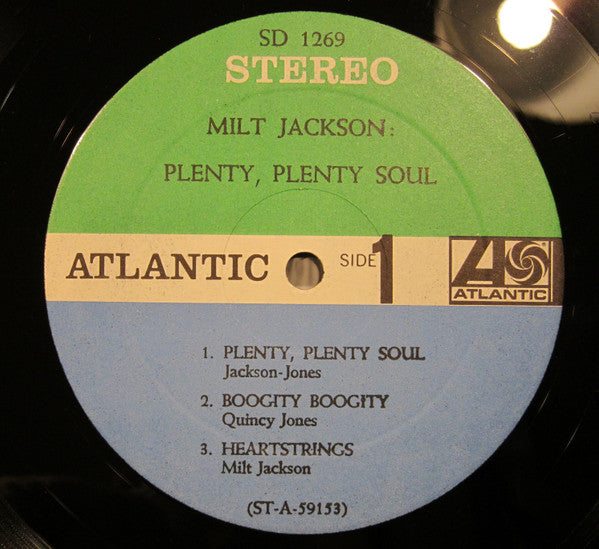 SD 1269
STEREO
MILT JACKSON:
PLENTY, PLENTY SOUL
ATLANTIC
SIDE 1
A
ATLANTIC
1. PLENTY, PLENTY SOUL
Jackson-Jones
2. BOOGITY BOOGITY
Quincy Jones
3. HEARTSTRINGS
Milt Jackson
(ST-A-59153)